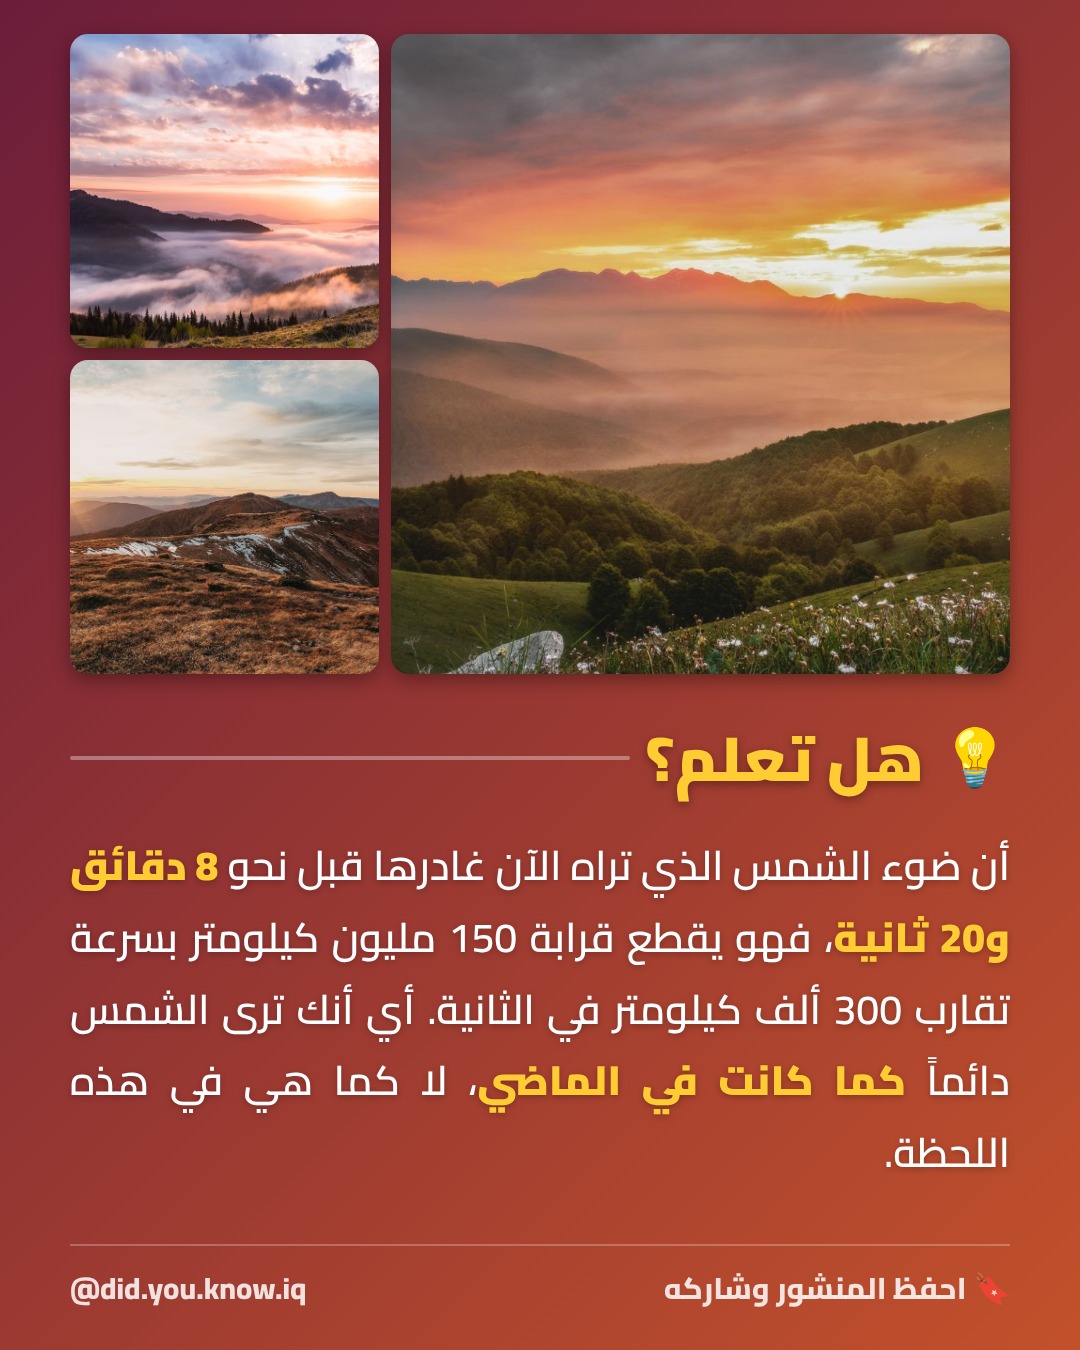 هل تعلم؟
أن ضوء الشمس الذي تراه الآن غادرها قبل نحو 8 دقائق
و20 ثانية، فهو يقطع قرابة 150 مليون كيلومتر بسرعة
تقارب 300 ألف كيلومتر في الثانية. أي أنك ترى الشمس
دائماً كما كانت في الماضي، لا كما هي في هذه
اللحظة.
احفظ المنشور وشاركه
@did.you.know.iq